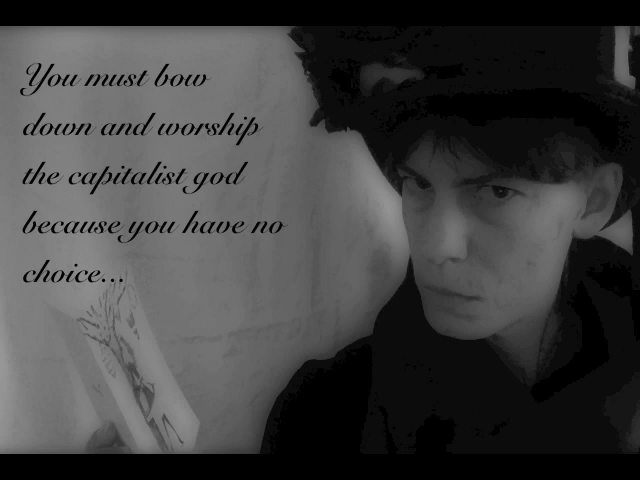 You must bow
down and worship
the capitalist god
because you have no
choice...